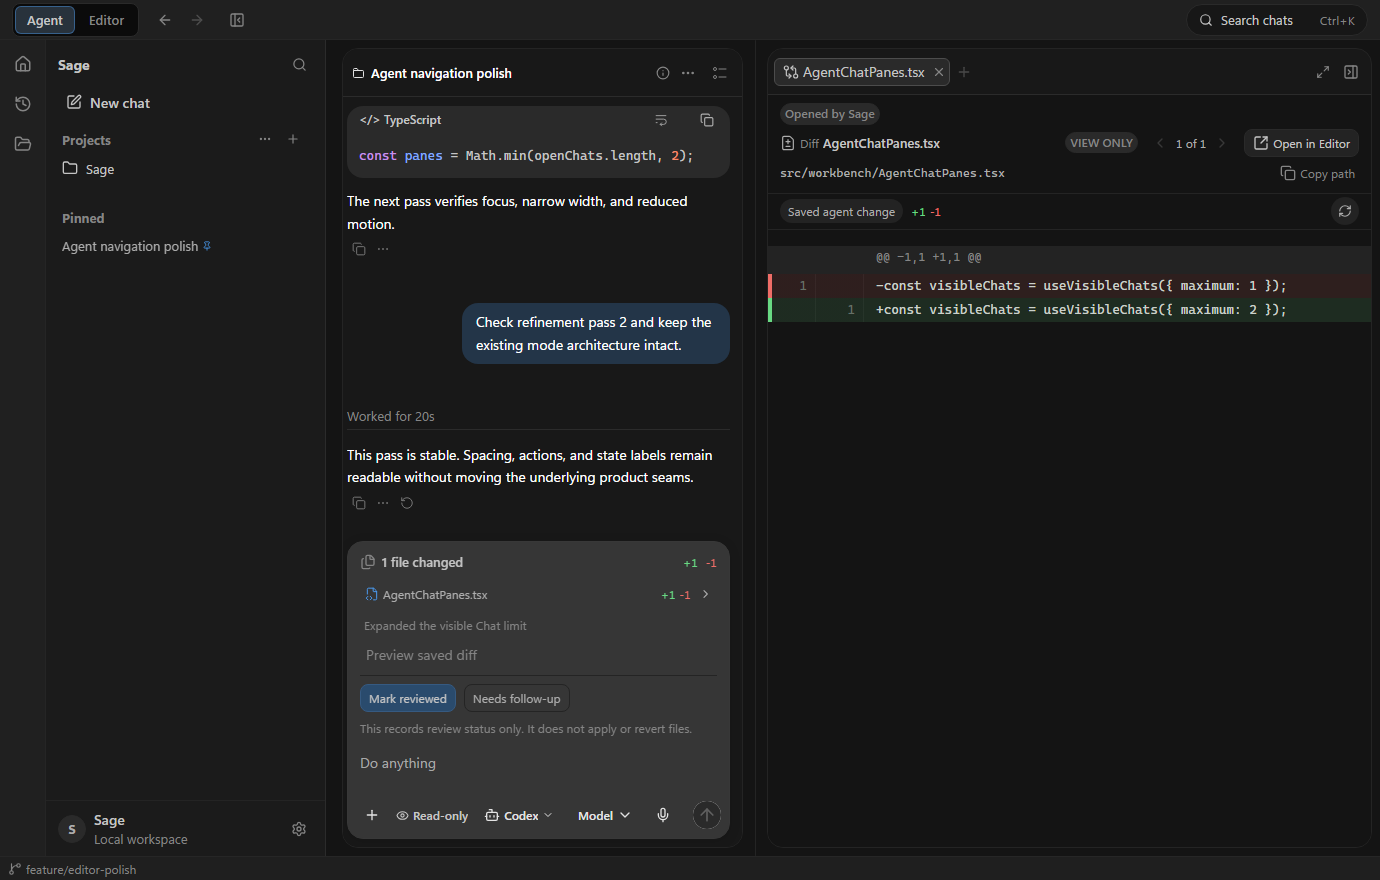 Agent
Editor
Search chats
Ctrl+K
Sage
New chat
Projects
Sage
Pinned
Agent navigation polish
Sage
S
Local workspace
feature/editor-polish
Agent navigation polish
</> TypeScript
const panes = Math.min(openChats.length, 2);
The next pass verifies focus, narrow width, and reduced
motion.
Check refinement pass 2 and keep the
existing mode architecture intact.
Worked for 20s
This pass is stable. Spacing, actions, and state labels remain
readable without moving the underlying product seams.
1 file changed
+1 -1
AgentChatPanes.tsx
+1 -1
Expanded the visible Chat limit
Preview saved diff
Mark reviewed
Needs follow-up
This records review status only. It does not apply or revert files.
Do anything
Read-only
Codex
Model
AgentChatPanes.tsx
Opened by Sage
Diff AgentChatPanes.tsx
VIEW ONLY
1 of 1
Open in Editor
src/workbench/AgentChatPanes.tsx
Copy path
Saved agent change
+1 -1
@@ -1,1 +1,1 @@
1 -const visibleChats = useVisibleChats({ maximum: 1 });
1 +const visibleChats = useVisibleChats({ maximum: 2 });